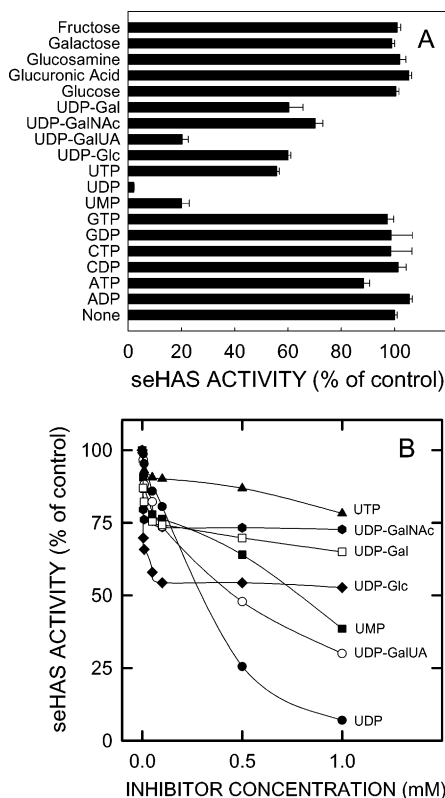 A
Fructose
Galactose
Glucosamine
Glucuronic Acid
Glucose
UDP-Gal
UDP-GalNAc
UDP-GalUA
UDP-Glc
UTP
UDP
UMP
GTP
GDP
CTP
CDP
ATP
ADP
None
0 20 40 60 80 100
seHAS ACTIVITY (% of control)
B
seHAS ACTIVITY (% of control)
100
75
50
25
0
UTP
UDP-GalNAc
UDP-Gal
UDP-Glc
UMP
UDP-GalUA
UDP
0.0 0.5 1.0
INHIBITOR CONCENTRATION (mM)